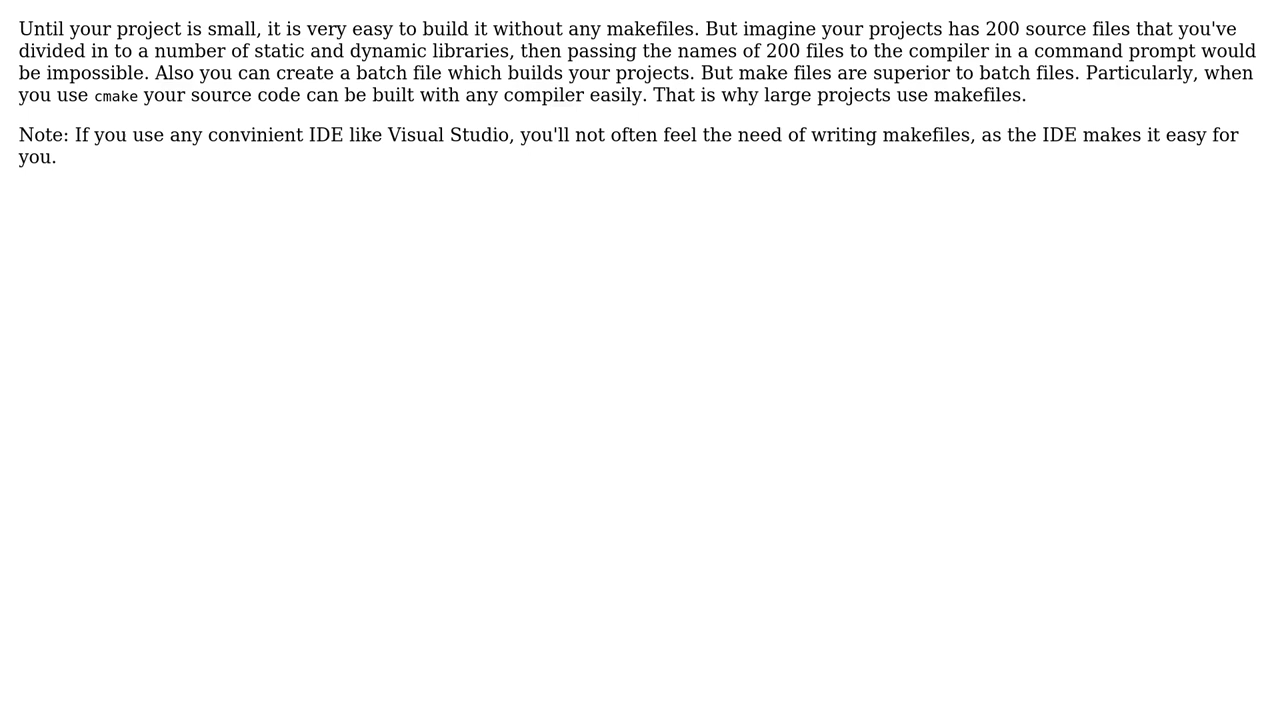 Until your project is small, it is very easy to build it without any makefiles. But imagine your projects has 200 source files that you've
divided in to a number of static and dynamic libraries, then passing the names of 200 files to the compiler in a command prompt would
be impossible. Also you can create a batch file which builds your projects. But make files are superior to batch files. Particularly, when
you use cmake your source code can be built with any compiler easily. That is why large projects use makefiles.
Note: If you use any convinient IDE like Visual Studio, you'll not often feel the need of writing makefiles, as the IDE makes it easy for
you.